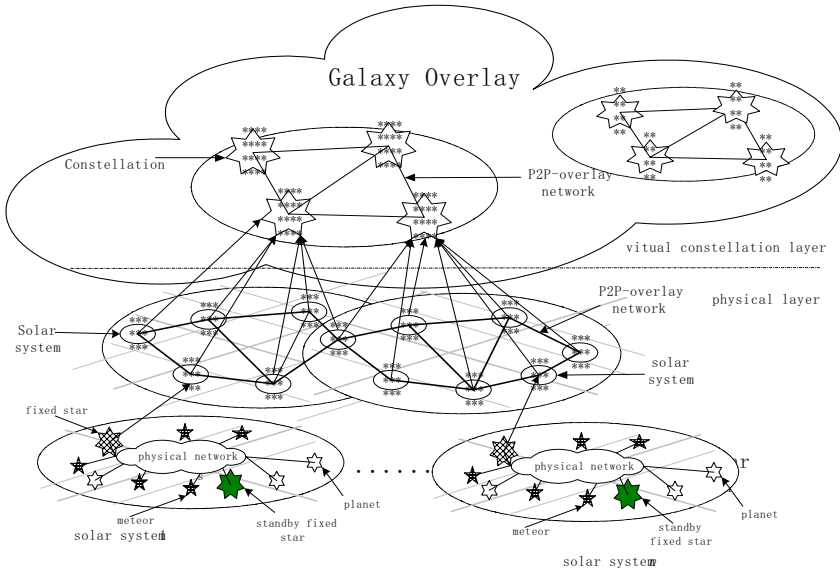 Galaxy Overlay
Constellation
P2P-overlay
network
vitual constellation layer
P2P-overlay
network
physical layer
Solar
system
solar
system
fixed star
physical network
s
meteor
solar system1
standby fixed
star
planet
......
physical network
meteor
standby
fixed star
planet
solar system